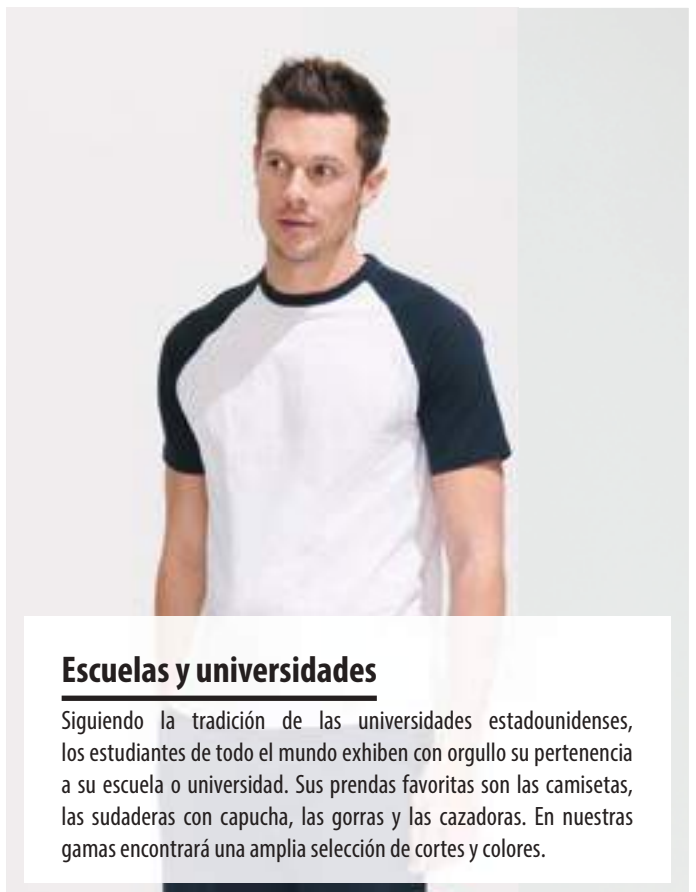 Escuelas y universidades
Siguiendo la tradición de las universidades estadounidenses,
los estudiantes de todo el mundo exhiben con orgullo su pertenencia
a su escuela o universidad. Sus prendas favoritas son las camisetas,
las sudaderas con capucha, las gorras y las cazadoras. En nuestras
gamas encontrará una amplia selección de cortes y colores.